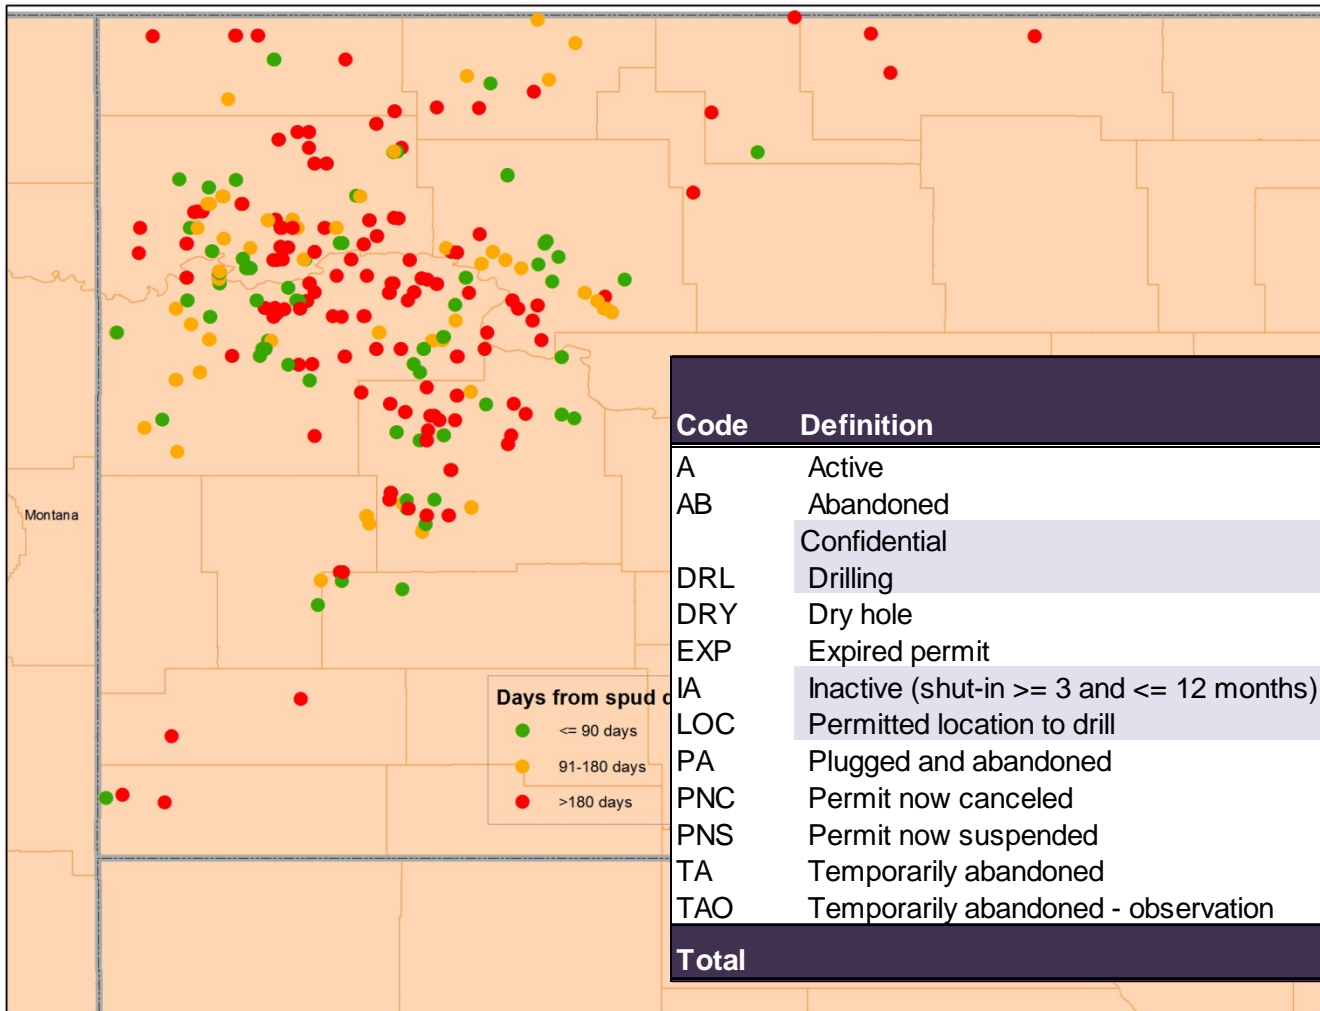 Montana
Days from spud d
<= 90 days
91-180 days
>180 days
Code Definition
A Active
AB Abandoned
Confidential
DRL Drilling
DRY Dry hole
EXP Expired permit
IA Inactive (shut-in >= 3 and <= 12 months)
LOC Permitted location to drill
PA Plugged and abandoned
PNC Permit now canceled
PNS Permit now suspended
TA Temporarily abandoned
TAO Temporarily abandoned - observation
Total